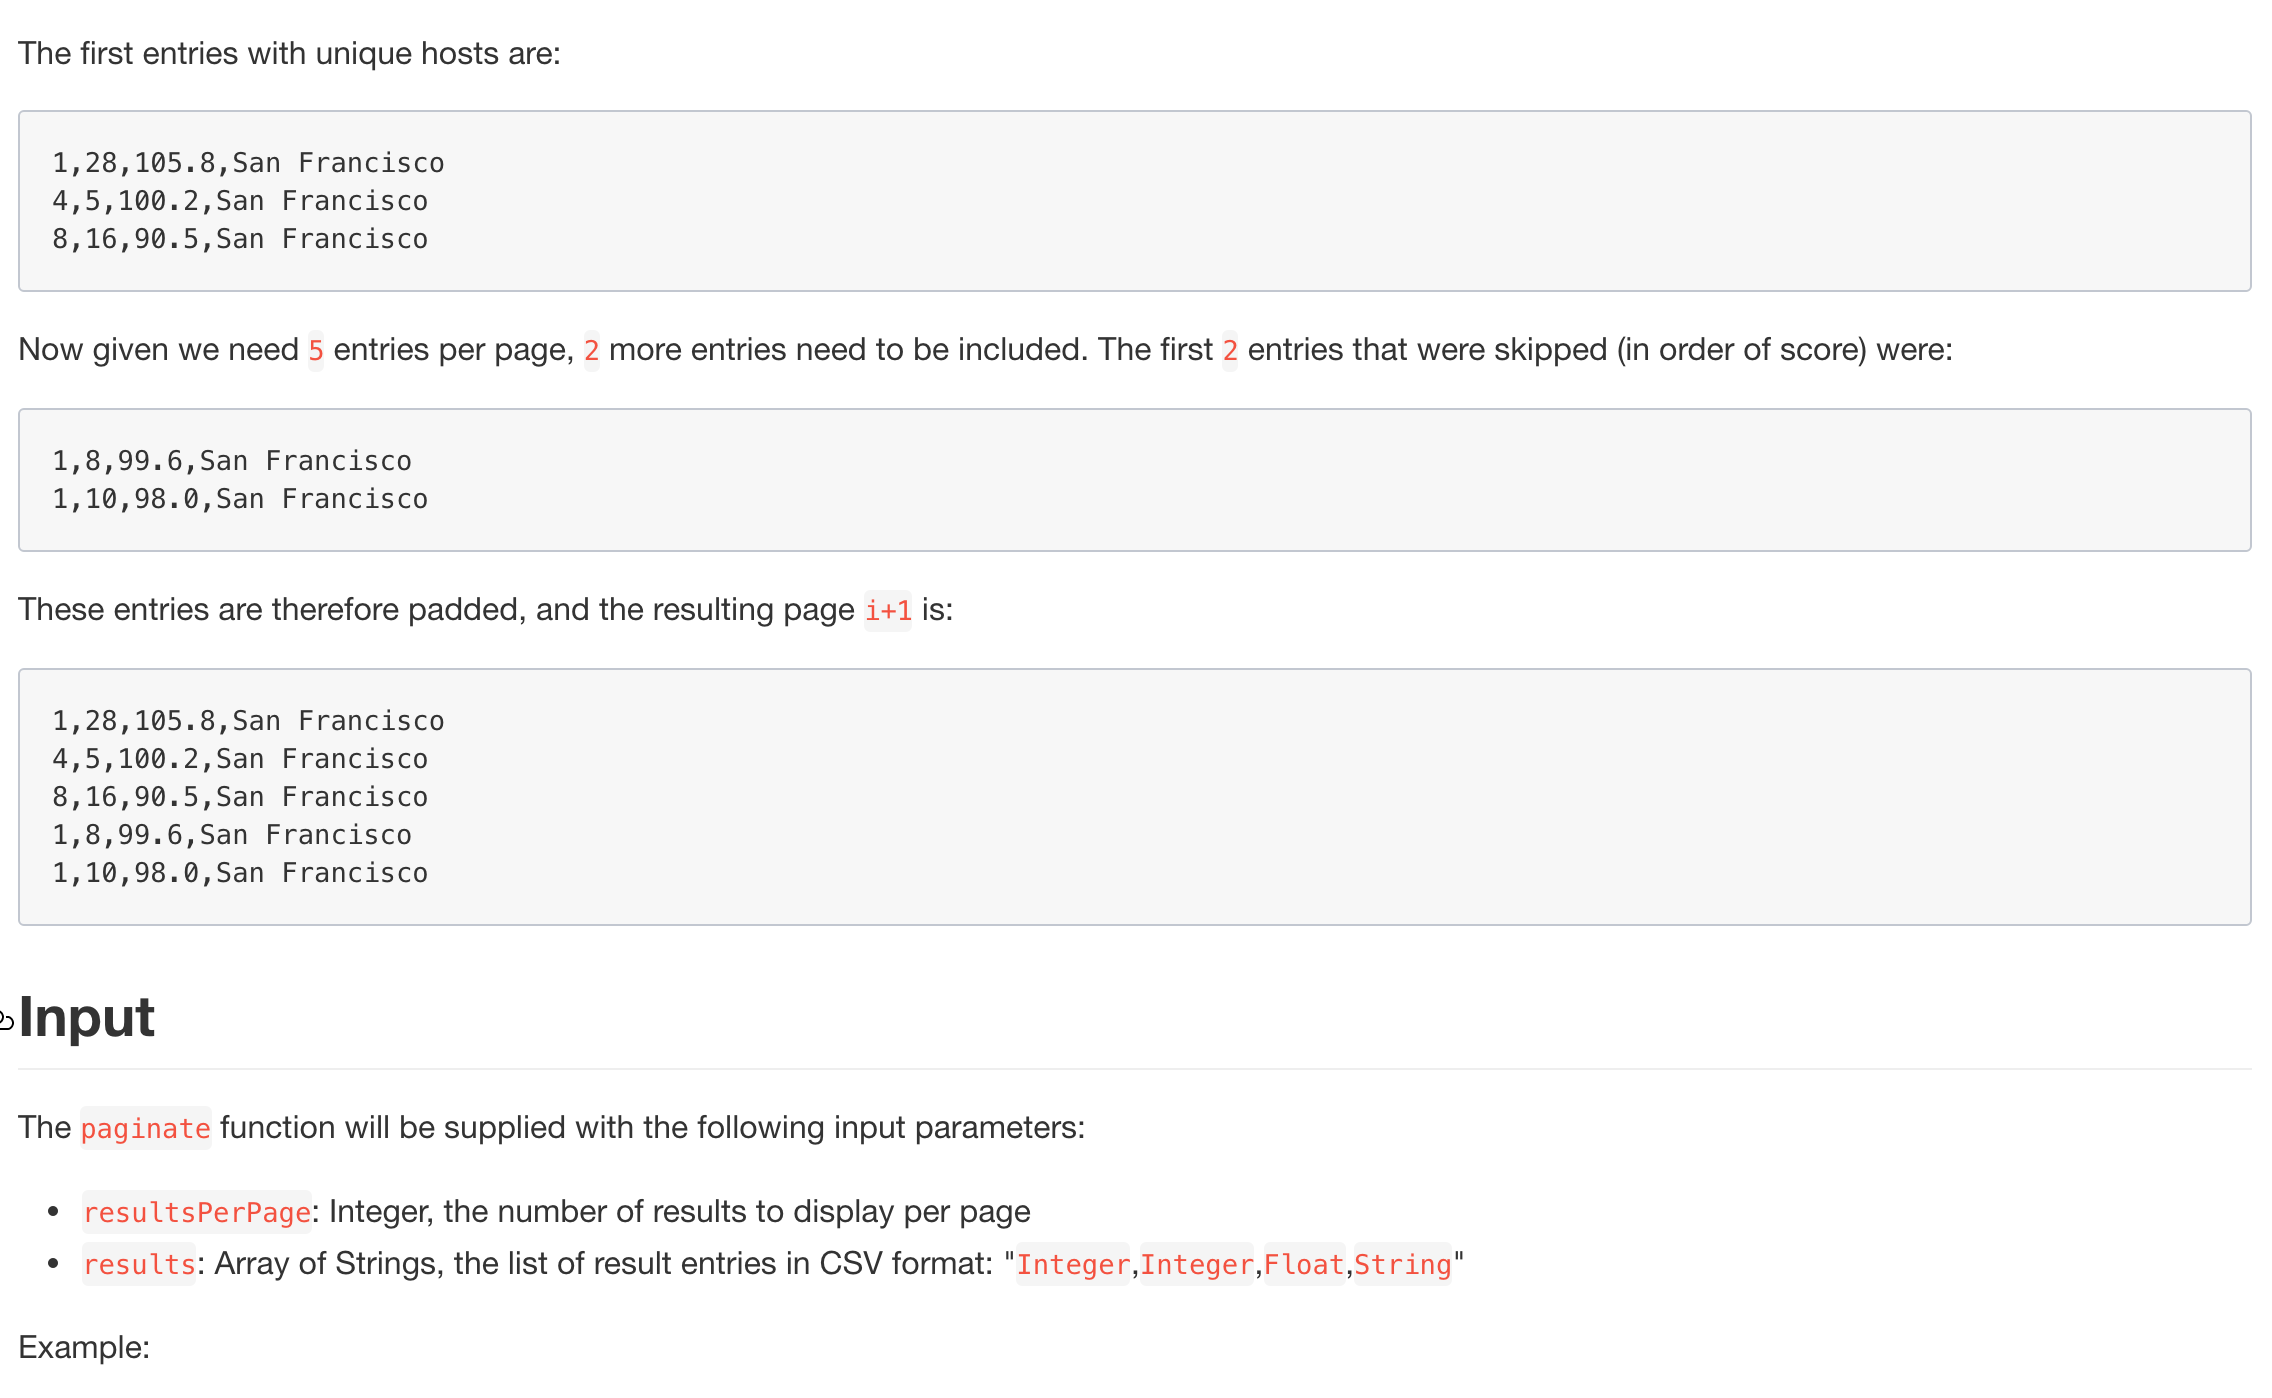 The first entries with unique hosts are:
1,28,105.8,San Francisco
4,5,100.2,San Francisco
8,16,90.5,San Francisco
Now given we need 5 entries per page, 2 more entries need to be included. The first 2 entries that were skipped (in order of score) were:
1,8,99.6,San Francisco
1,10,98.0,San Francisco
These entries are therefore padded, and the resulting page i+1 is:
1,28,105.8,San Francisco
4,5,100.2,San Francisco
8,16,90.5,San Francisco
1,8,99.6,San Francisco
1,10,98.0,San Francisco
Input
The paginate function will be supplied with the following input parameters:
• resultsPerPage: Integer, the number of results to display per page
• results: Array of Strings, the list of result entries in CSV format: "Integer,Integer,Float,String"
Example: